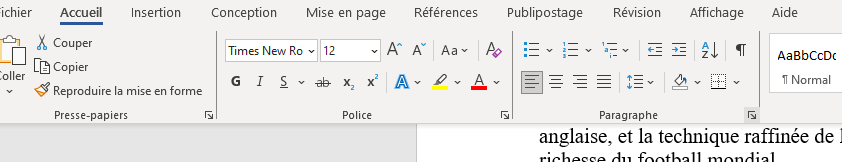 ichier Accueil Insertion Conception Mise en page Références Publipostage Révision Affichage Aide
Couper
Copier
Reproduire la mise en forme
Coller
Presse-papiers
Times New Ro 12 Aa
G I S ab x₂ x² A A
Police
Paragraphe
AaBbCcDc
¶ Normal
anglaise, et la technique raffinée de l
richesse du football mondial